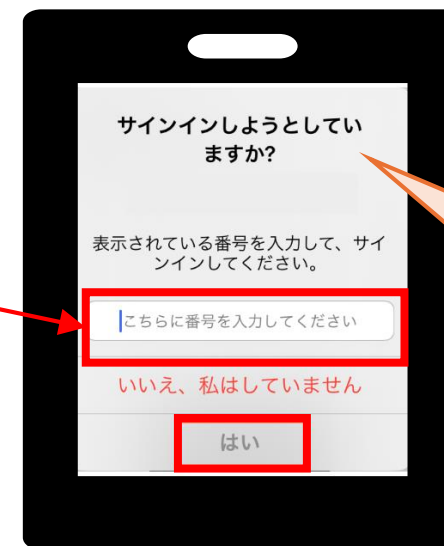 サインインしようとしてい
ますか?
表示されている番号を入力して、サイ
ンインしてください。
こちらに番号を入力してください
いいえ、私はしていません
はい